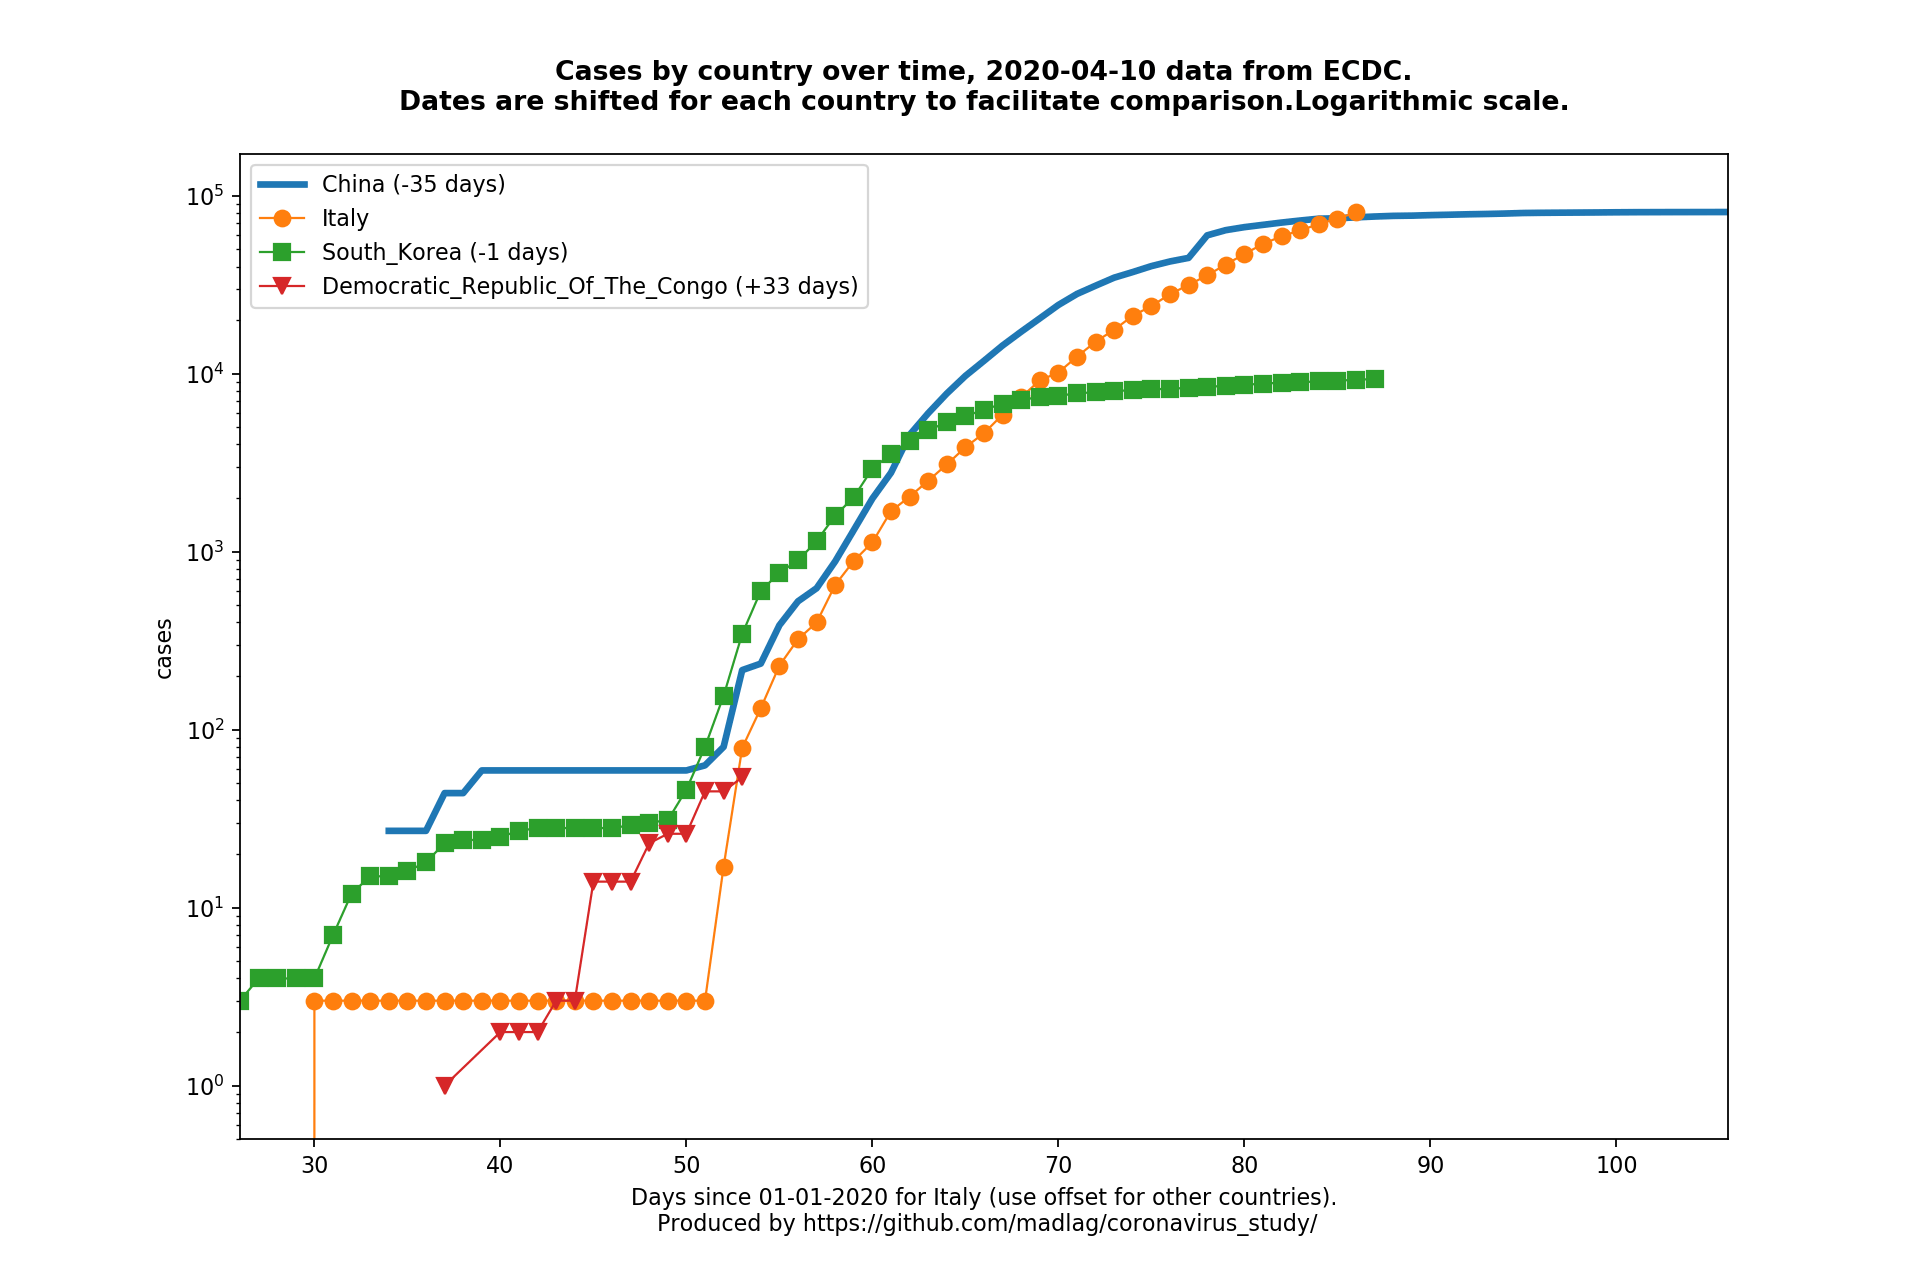 Cases by country over time, 2020-04-10 data from ECDC.
Dates are shifted for each country to facilitate comparison.Logarithmic scale.
China (-35 days)
Italy
South_Korea (-1 days)
Democratic_Republic_Of_The_Congo (+33 days)
cases
10⁵
10⁴
10³
10²
10¹
10⁰
30 40 50 60 70 80 90 100
Days since 01-01-2020 for Italy (use offset for other countries).
Produced by https://github.com/madlag/coronavirus_study/